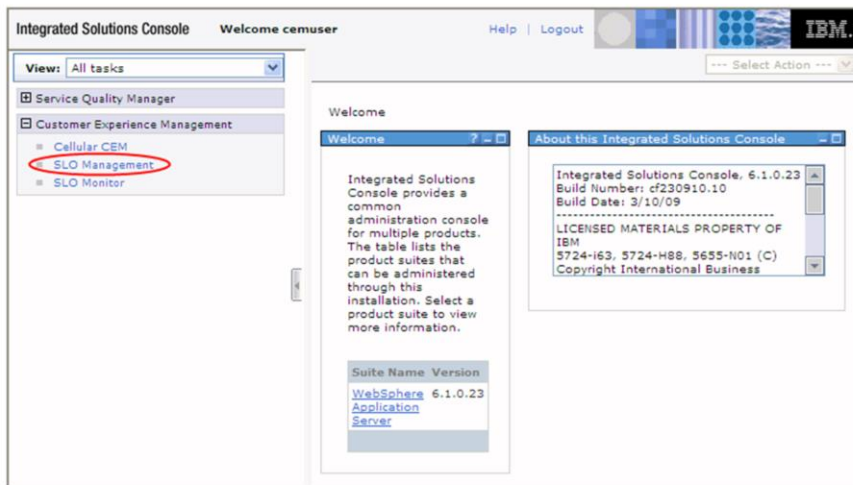 Integrated Solutions Console Welcome cemuser Help | Logout IBM.
View: All tasks --- Select Action ---
Service Quality Manager
Customer Experience Management
Cellular CEM
SLO Management
SLO Monitor
Welcome
Welcome
Integrated Solutions
Console provides a
common
administration console
for multiple products.
The table lists the
product suites that
can be administered
through this
installation. Select a
product suite to view
more information.
Suite Name Version
WebSphere 6.1.0.23
Application
Server
About this Integrated Solutions Console
Integrated Solutions Console, 6.1.0.23
Build Number: cf230910.10
Build Date: 3/10/09
-----------------------------------
LICENSED MATERIALS PROPERTY OF
IBM
5724-i63, 5724-H88, 5655-N01 (C)
Copyright International Business